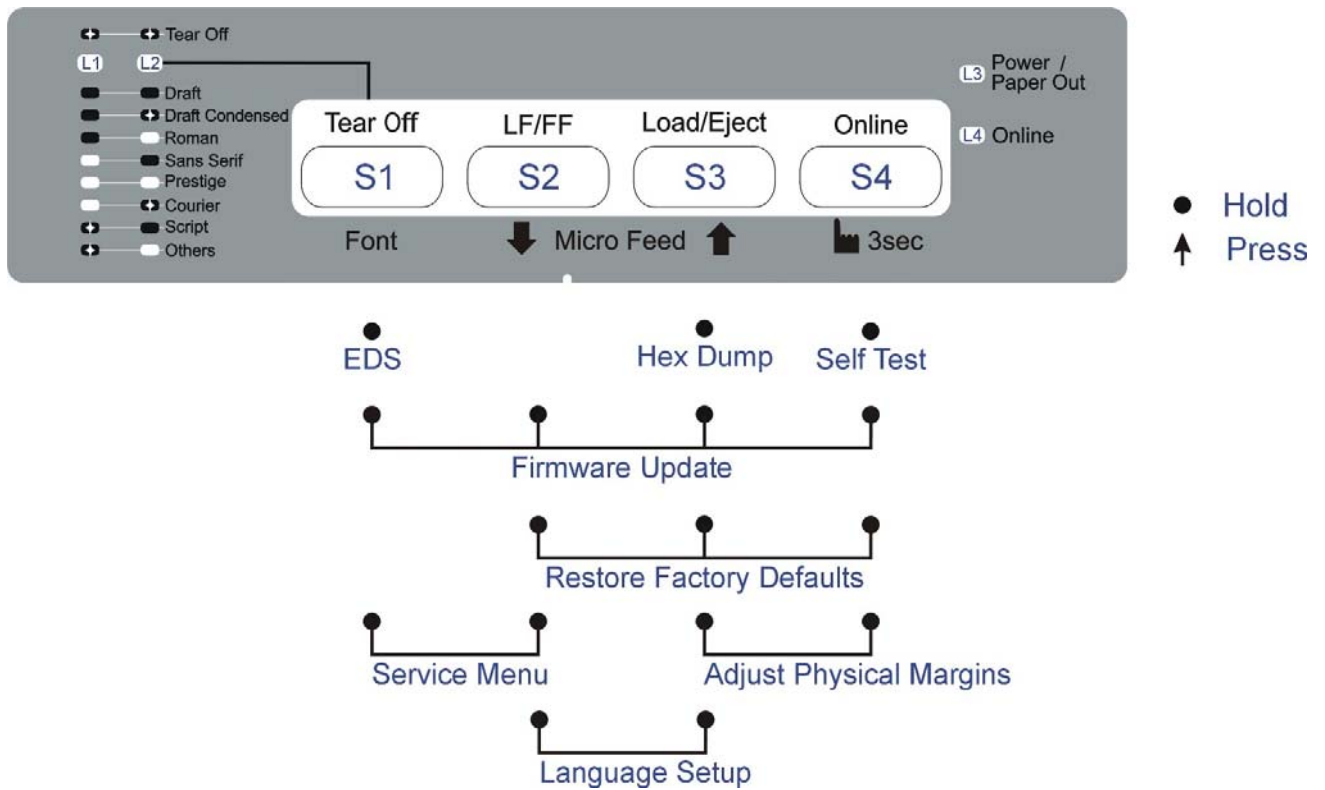 Tear Off
L1 L2
Draft
Draft Condensed
Roman
Sans Serif
Prestige
Courier
Script
Others
Tear Off LF/FF Load/Eject Online
S1 S2 S3 S4
Font Micro Feed 3sec
L3 Power /
Paper Out
L4 Online
Hold
Press
EDS Hex Dump Self Test
Firmware Update
Restore Factory Defaults
Service Menu Adjust Physical Margins
Language Setup